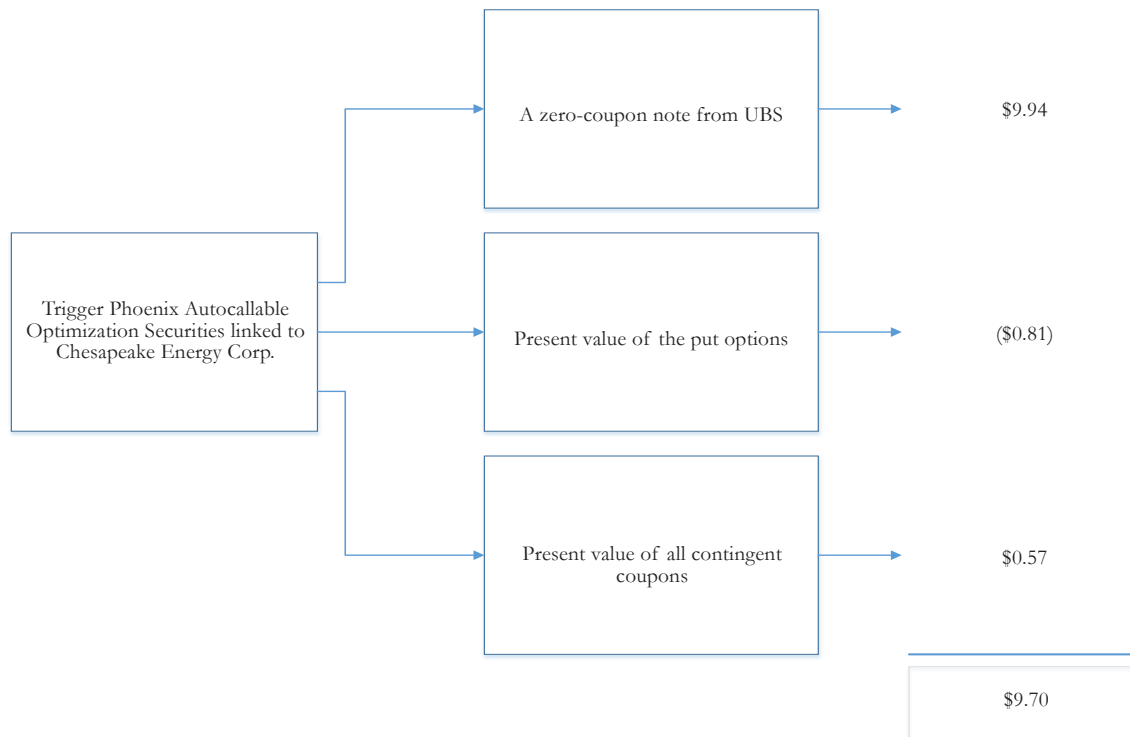 A zero-coupon note from UBS
$9.94
Trigger Phoenix Autocallable
Optimization Securities linked to
Chesapeake Energy Corp.
Present value of the put options
($0.81)
Present value of all contingent
coupons
$0.57
$9.70